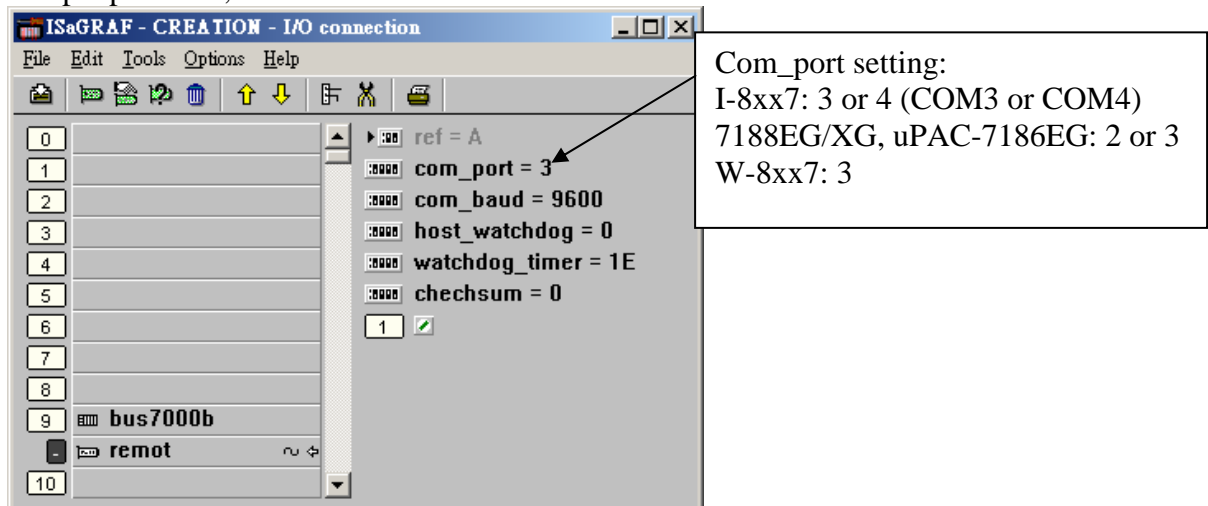 ISaGRAF - CREATION - I/O connection
File Edit Tools Options Help
0
1
2
3
4
5
6
7
8
9 bus7000b
- remot
10
ref = A
com_port = 3
com_baud = 9600
host_watchdog = 0
watchdog_timer = 1E
chechsum = 0
1
Com_port setting:
I-8xx7: 3 or 4 (COM3 or COM4)
7188EG/XG, uPAC-7186EG: 2 or 3
W-8xx7: 3